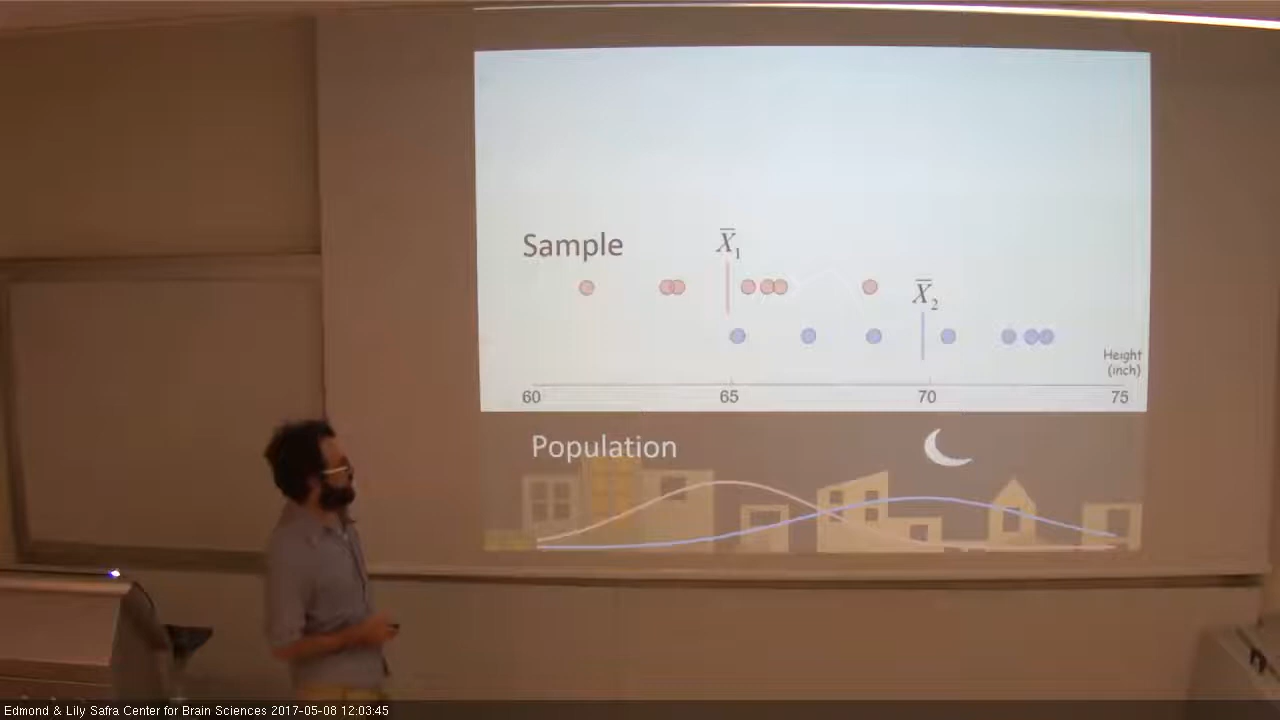 Sample
X̄₁
X̄₂
Height
(inch)
60 65 70 75
Population
Edmond & Lily Safra Center for Brain Sciences 2017-05-08 12:03:45